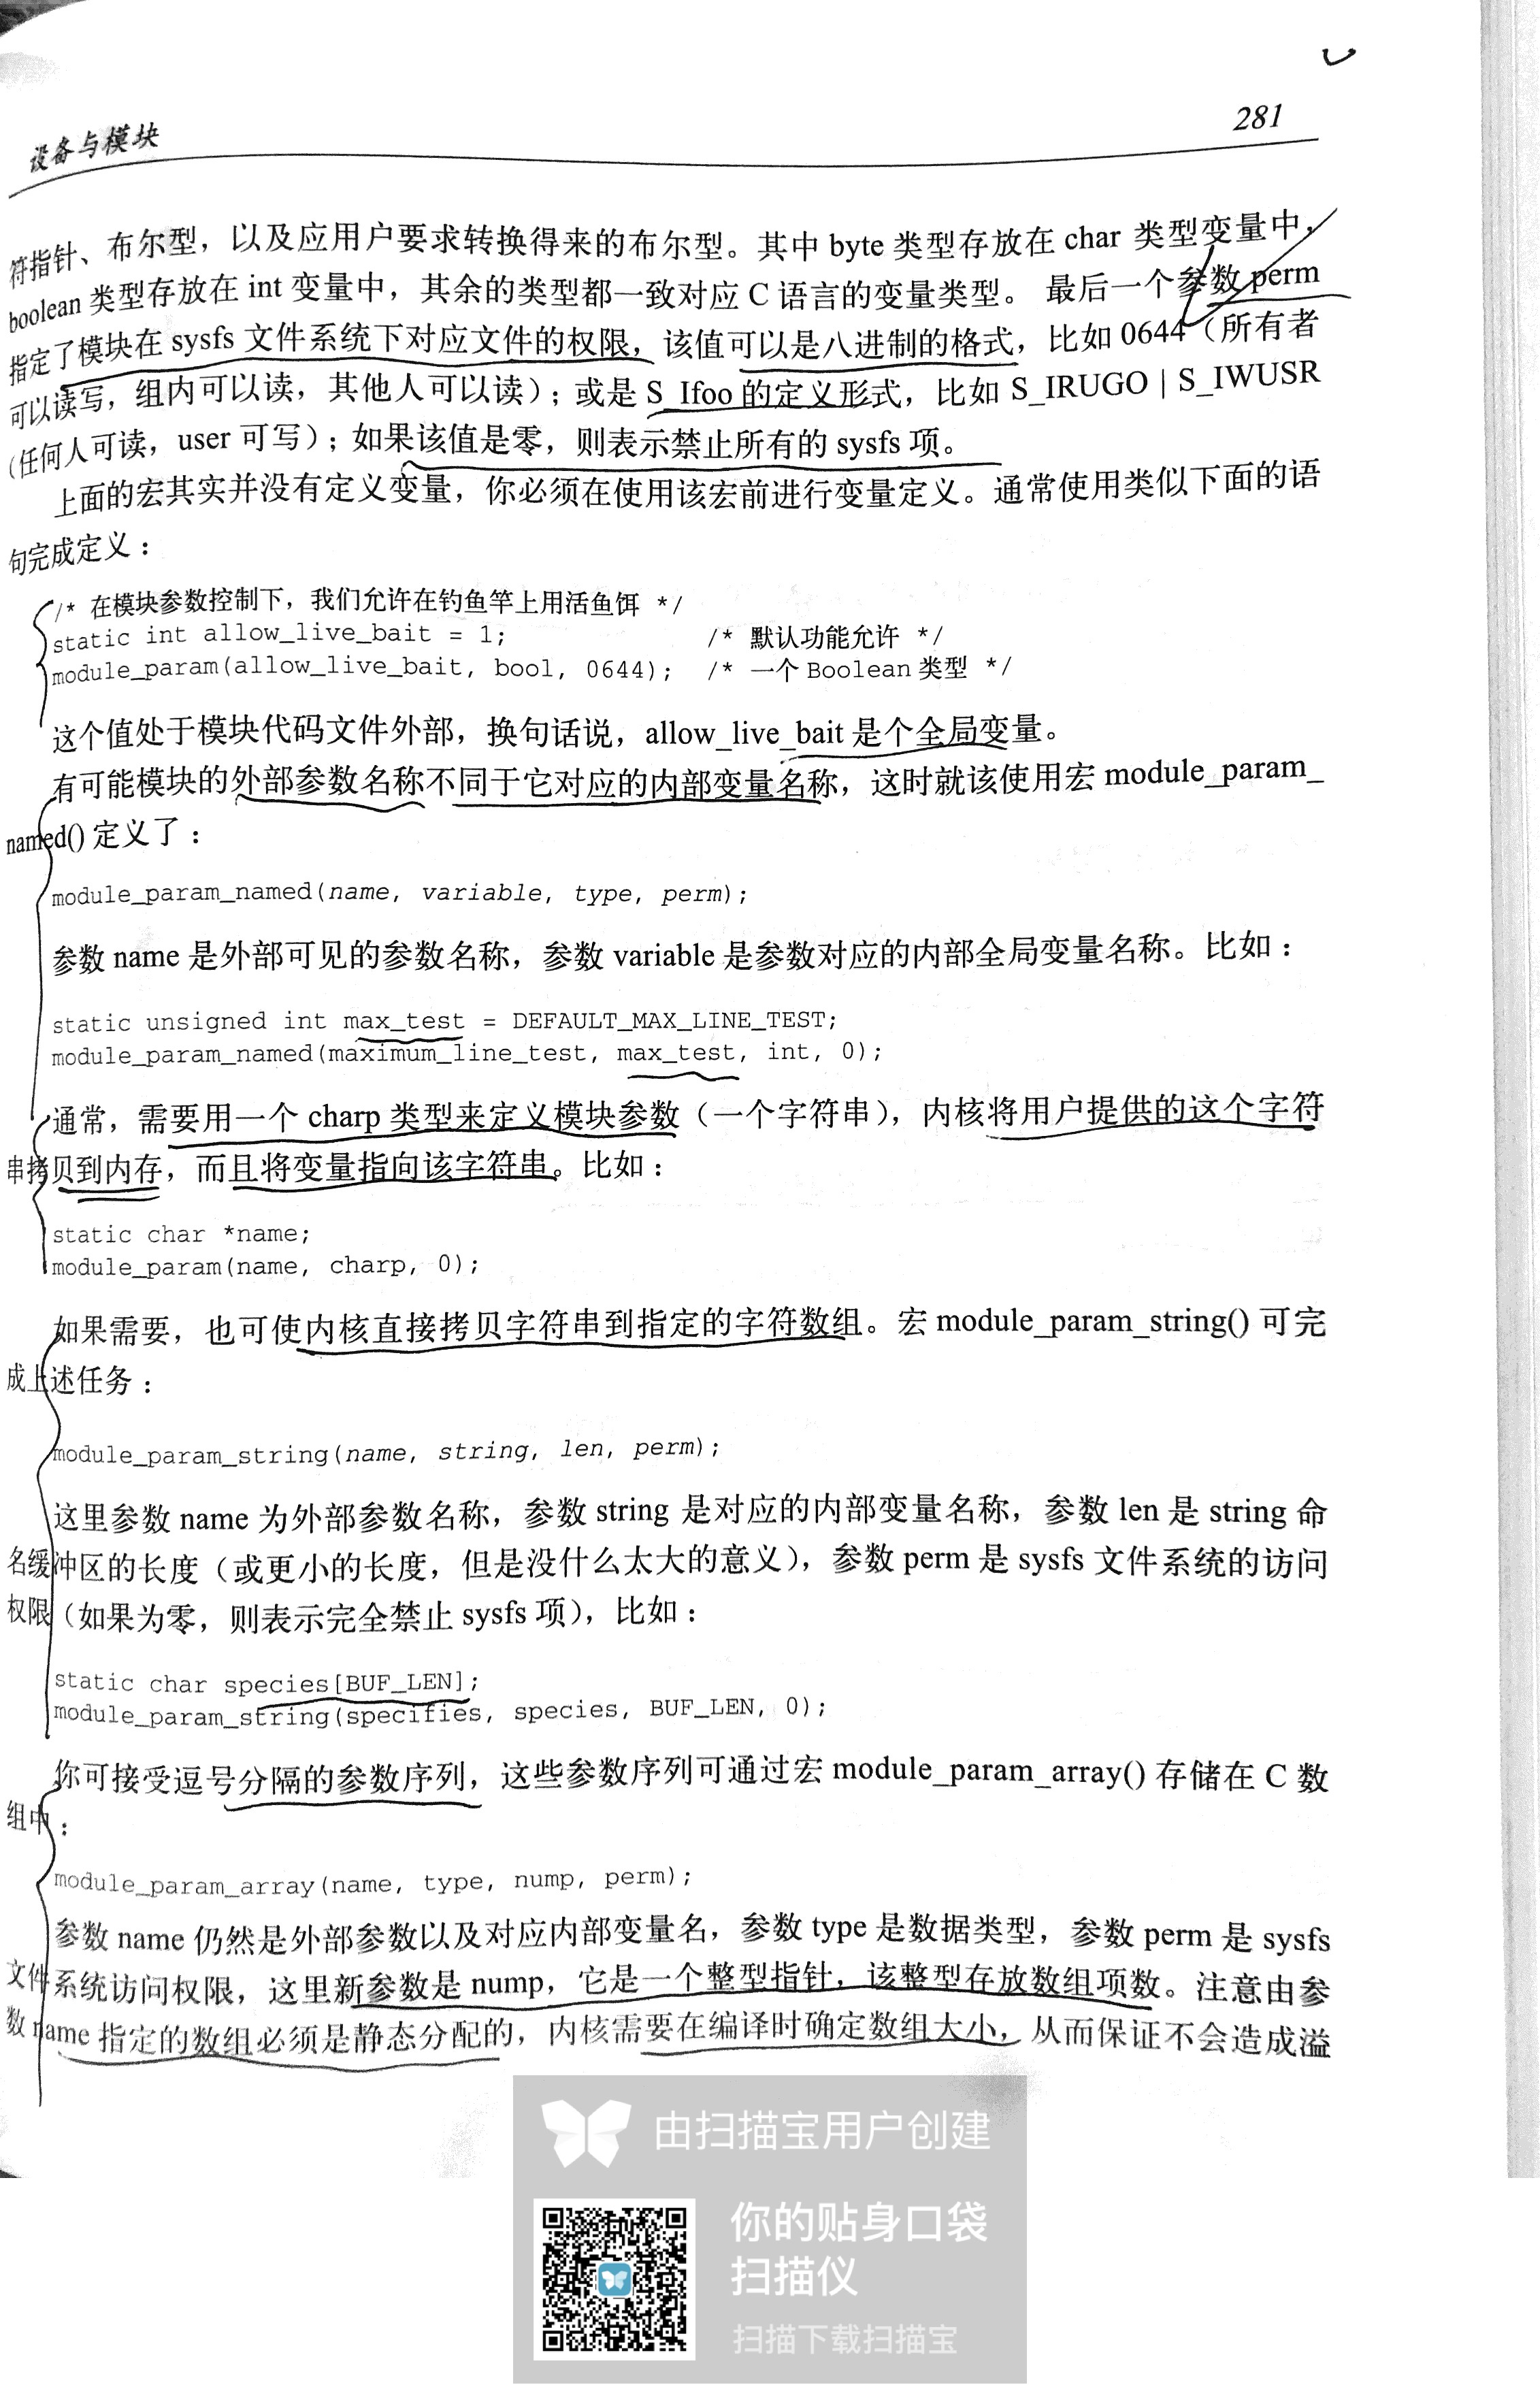 设备与模块
281
符指针、布尔型，以及应用户要求转换得来的布尔型。其中 byte 类型存放在 char 类型变量中，
boolean 类型存放在 int 变量中，其余的类型都一致对应 C 语言的变量类型。 最后一个参数 perm
指定了模块在 sysfs 文件系统下对应文件的权限，该值可以是八进制的格式，比如 0644（所有者
可以读写，组内可以读，其他人可以读）；或是 S_Ifoo 的定义形式，比如 S_IRUGO | S_IWUSR
（任何人可读，user 可写）；如果该值是零，则表示禁止所有的 sysfs 项。
上面的宏其实并没有定义变量，你必须在使用该宏前进行变量定义。通常使用类似下面的语
句完成定义：
/* 在模块参数控制下，我们允许在钓鱼竿上用活鱼饵 */
static int allow_live_bait = 1; /* 默认功能允许 */
module_param(allow_live_bait, bool, 0644); /* 一个 Boolean 类型 */
这个值处于模块代码文件外部，换句话说，allow_live_bait 是个全局变量。
有可能模块的外部参数名称不同于它对应的内部变量名称，这时就该使用宏 module_param_
named() 定义了：
module_param_named(name, variable, type, perm);
参数 name 是外部可见的参数名称，参数 variable 是参数对应的内部全局变量名称。比如：
static unsigned int max_test = DEFAULT_MAX_LINE_TEST;
module_param_named(maximum_line_test, max_test, int, 0);
通常，需要用一个 charp 类型来定义模块参数（一个字符串），内核将用户提供的这个字符
串拷贝到内存，而且将变量指向该字符串。比如：
static char *name;
module_param(name, charp, 0);
如果需要，也可使内核直接拷贝字符串到指定的字符数组。宏 module_param_string() 可完
成上述任务：
module_param_string(name, string, len, perm);
这里参数 name 为外部参数名称，参数 string 是对应的内部变量名称，参数 len 是 string 命
名缓冲区的长度（或更小的长度，但是没什么太大的意义），参数 perm 是 sysfs 文件系统的访问
权限（如果为零，则表示完全禁止 sysfs 项），比如：
static char species[BUF_LEN];
module_param_string(specifies, species, BUF_LEN, 0);
你可接受逗号分隔的参数序列，这些参数序列可通过宏 module_param_array() 存储在 C 数
组中：
module_param_array(name, type, nump, perm);
参数 name 仍然是外部参数以及对应内部变量名，参数 type 是数据类型，参数 perm 是 sysfs
文件系统访问权限，这里新参数是 nump，它是一个整型指针，该整型存放数组项数。注意由参
数 name 指定的数组必须是静态分配的，内核需要在编译时确定数组大小，从而保证不会造成溢
由扫描宝用户创建
你的贴身口袋
扫描仪
扫描下载扫描宝